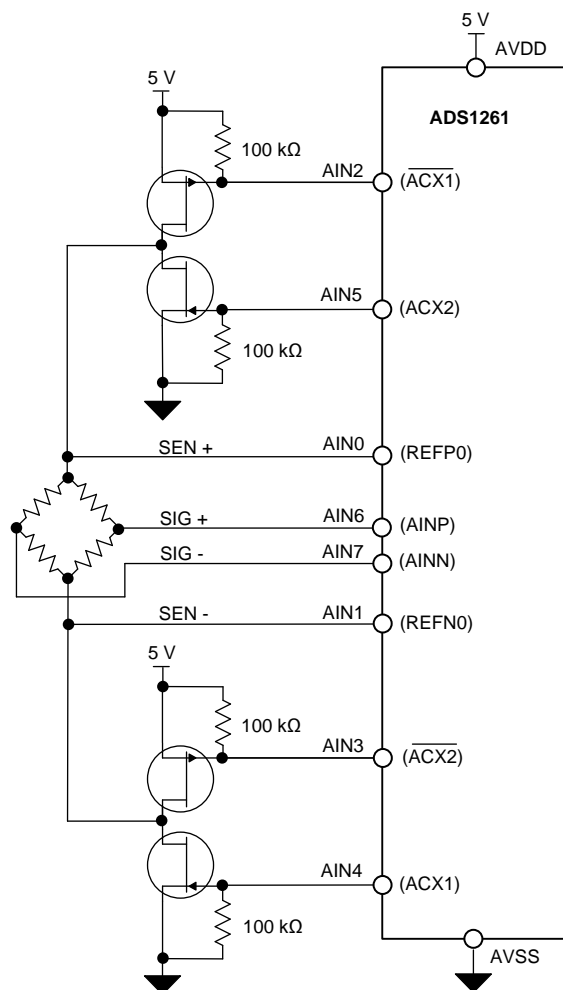 5 V
AVDD
5 V
ADS1261
100 kΩ
AIN2
(ACX1)
AIN5
(ACX2)
100 kΩ
SEN +
AIN0
(REFP0)
SIG +
AIN6
(AINP)
SIG -
AIN7
(AINN)
SEN -
AIN1
(REFN0)
5 V
100 kΩ
AIN3
(ACX2)
AIN4
(ACX1)
100 kΩ
AVSS